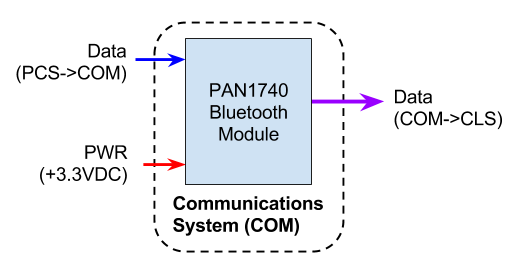 Data
(PCS->COM)
PAN1740
Bluetooth
Module
Data
(COM->CLS)
PWR
(+3.3VDC)
Communications
System (COM)